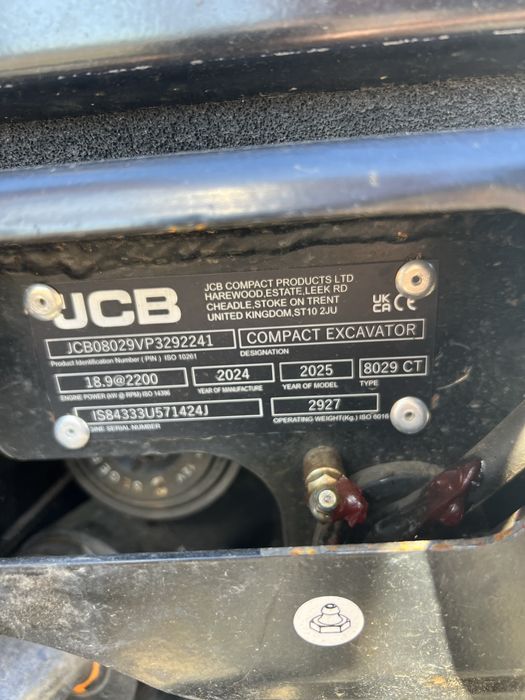 JCB
JCB COMPACT PRODUCTS LTD
HAREWOOD,ESTATE,LEEK RD
CHEADLE,STOKE ON TRENT
UNITED KINGDOM,ST10 2JU
UK
CA CE
JCB08029VP3292241
Product Identification Number ( PIN ) ISO 10261
COMPACT EXCAVATOR
DESIGNATION
18.9@2200
ENGINE POWER (kW @ RPM) ISO 14396
2024
YEAR OF MANUFACTURE
2025
YEAR OF MODEL
8029 CT
TYPE
IS84333U571424J
GINE SERIAL NUMBER
2927
OPERATING WEIGHT(Kg.) ISO 6016
12V